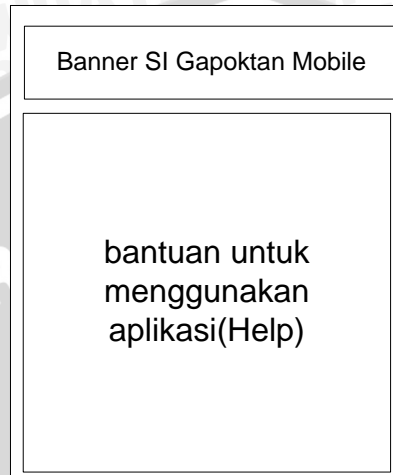 Banner SI Gapoktan Mobile
bantuan untuk
menggunakan
aplikasi(Help)